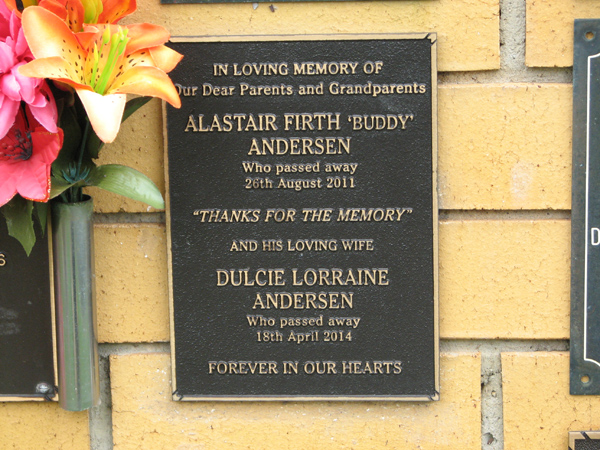 IN LOVING MEMORY OF
Our Dear Parents and Grandparents
ALASTAIR FIRTH ‘BUDDY’
ANDERSEN
Who passed away
26th August 2011
“THANKS FOR THE MEMORY”
AND HIS LOVING WIFE
DULCIE LORRAINE
ANDERSEN
Who passed away
18th April 2014
FOREVER IN OUR HEARTS